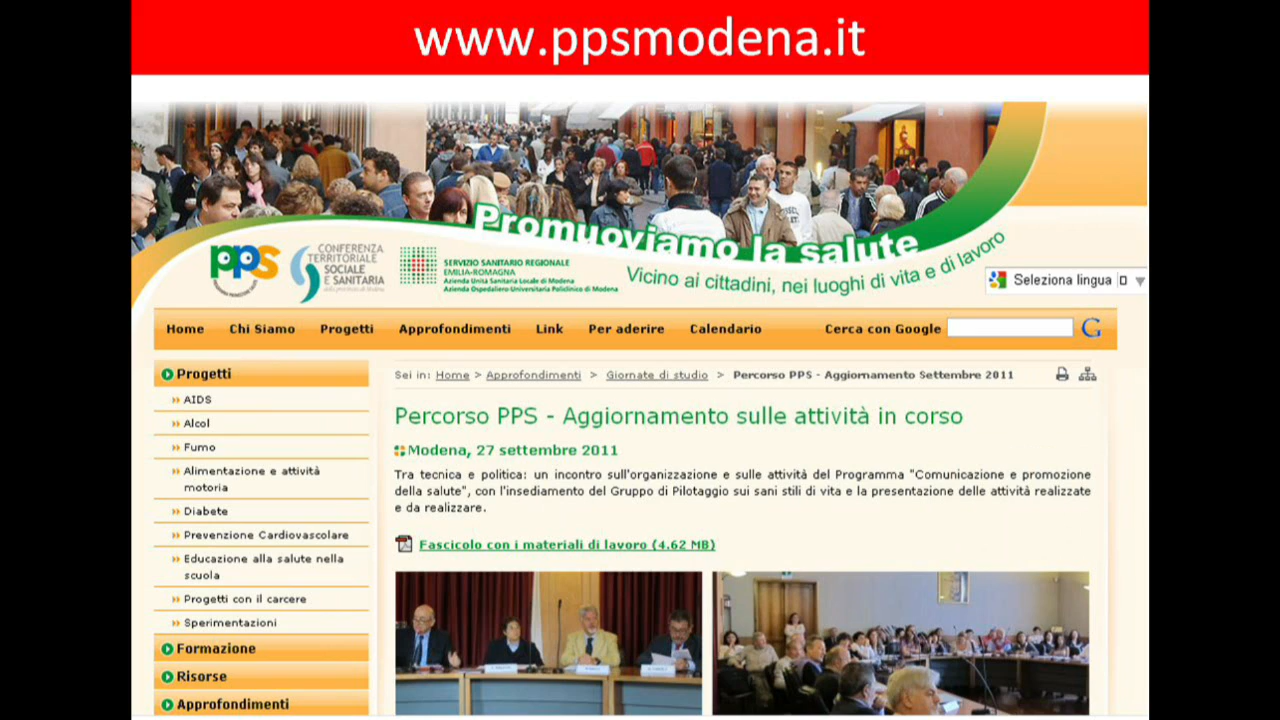 www.ppsmodena.it
Promuoviamo la salute
Vicino ai cittadini, nei luoghi di vita e di lavoro
pps
CONFERENZA
TERRITORIALE
SOCIALE
E SANITARIA
SERVIZIO SANITARIO REGIONALE
EMILIA-ROMAGNA
Azienda Unità Sanitaria Locale di Modena
Azienda Ospedaliero-Universitaria Policlinico di Modena
Seleziona lingua
Home Chi Siamo Progetti Approfondimenti Link Per aderire Calendario Cerca con Google G
Progetti
AIDS
Alcol
Fumo
Alimentazione e attività
motoria
Diabete
Prevenzione Cardiovascolare
Educazione alla salute nella
scuola
Progetti con il carcere
Sperimentazioni
Formazione
Risorse
Approfondimenti
Sei in: Home > Approfondimenti > Giornate di studio > Percorso PPS - Aggiornamento Settembre 2011
Percorso PPS - Aggiornamento sulle attività in corso
Modena, 27 settembre 2011
Tra tecnica e politica: un incontro sull'organizzazione e sulle attività del Programma "Comunicazione e promozione
della salute", con l'insediamento del Gruppo di Pilotaggio sui sani stili di vita e la presentazione delle attività realizzate
e da realizzare.
Fascicolo con i materiali di lavoro (4.62 MB)